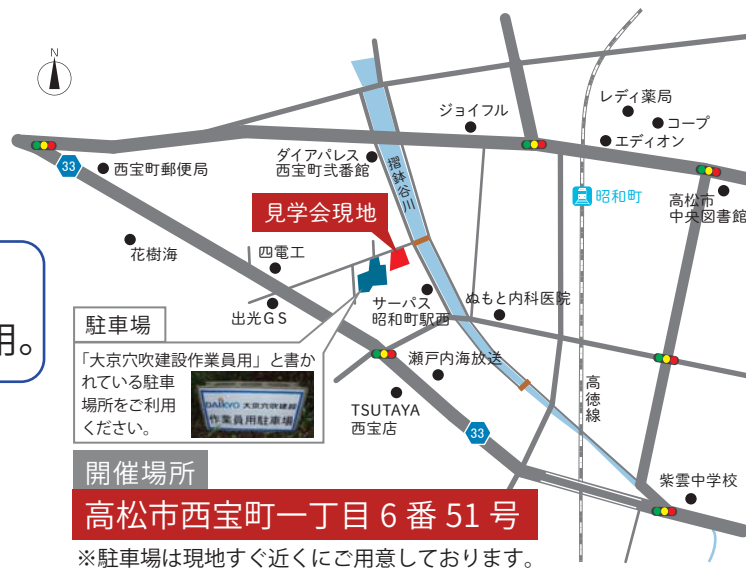 N
ジョイフル
レディ薬局
コープ
エディオン
33
西宝町郵便局
ダイアパレス
西宝町弐番館
摺鉢谷川
昭和町
高松市
中央図書館
見学会現地
花樹海
四電工
用。
出光GS
サーパス
昭和町駅西
ぬもと内科医院
駐車場
「大京穴吹建設作業員用」と書か
れている駐車
場所をご利用
ください。
DAIKYO 大京穴吹建設
作業員用駐車場
瀬戸内海放送
高徳線
TSUTAYA
西宝店
33
紫雲中学校
開催場所
高松市西宝町一丁目6番51号
※駐車場は現地すぐ近くにご用意しております。